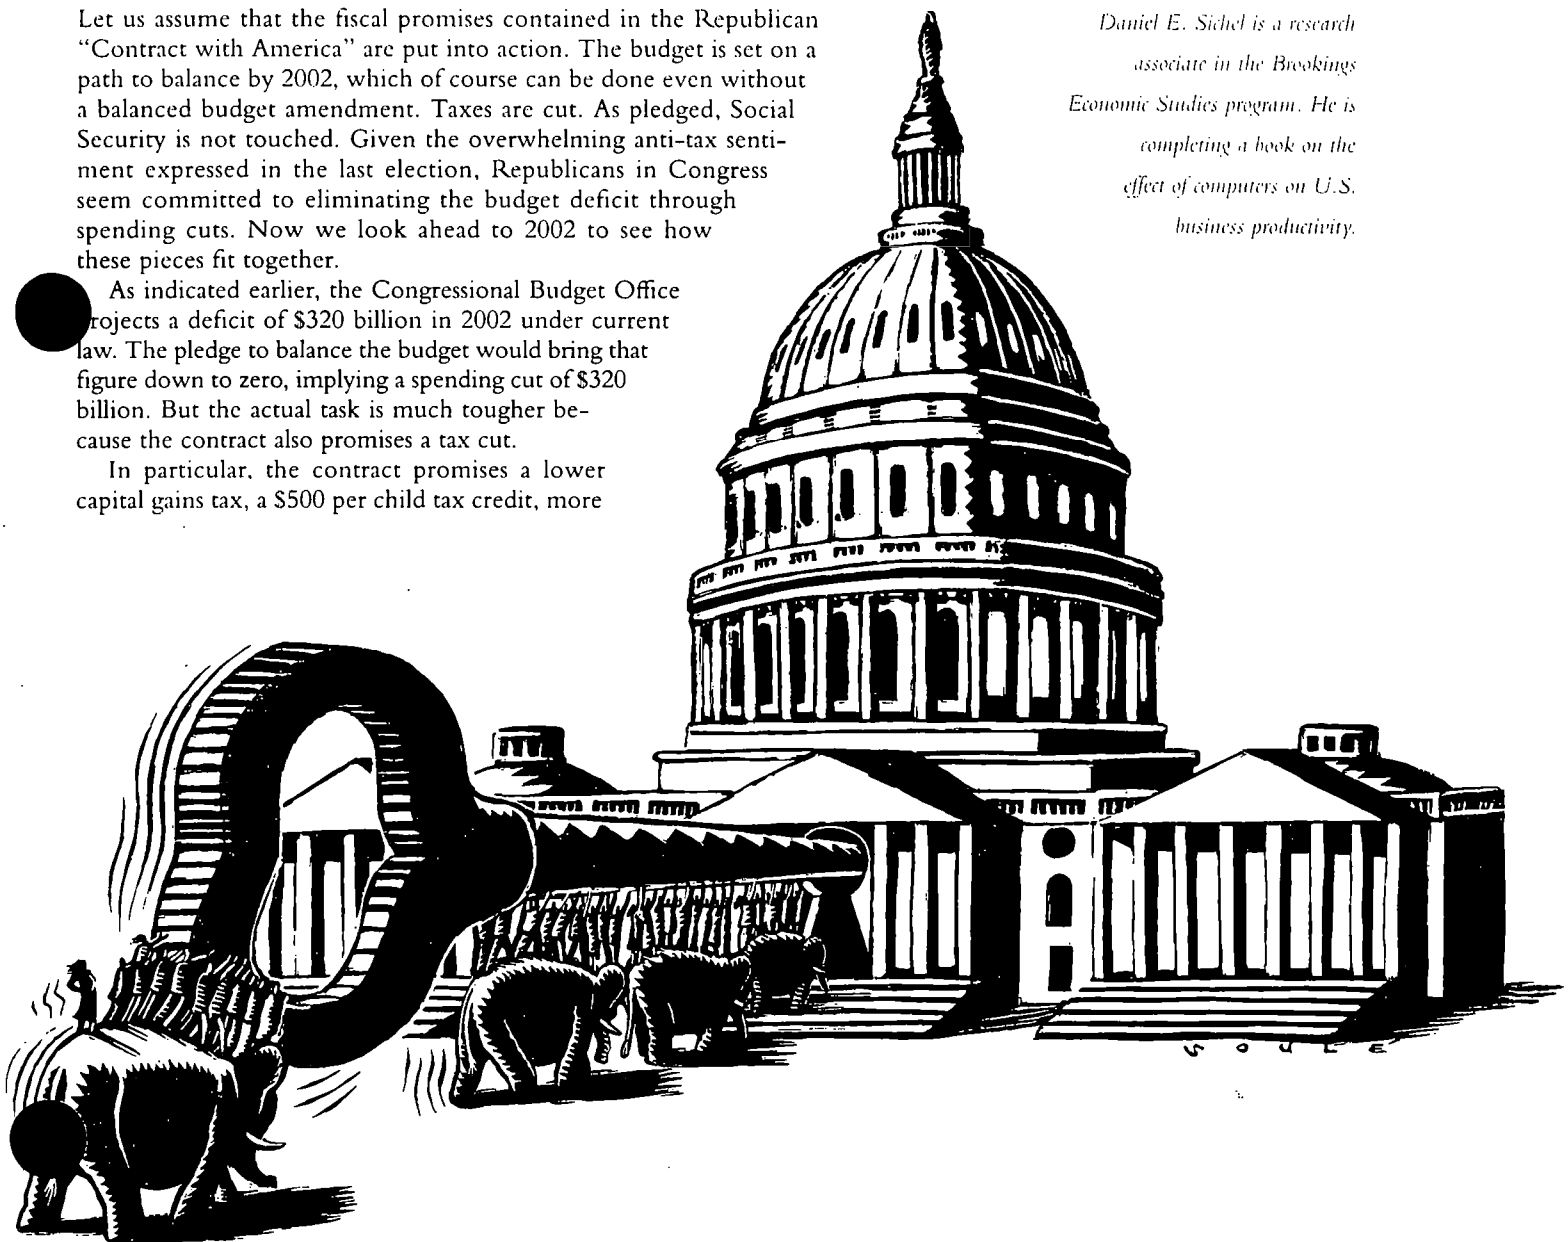 Let us assume that the fiscal promises contained in the Republican
“Contract with America” are put into action. The budget is set on a
path to balance by 2002, which of course can be done even without
a balanced budget amendment. Taxes are cut. As pledged, Social
Security is not touched. Given the overwhelming anti-tax senti-
ment expressed in the last election, Republicans in Congress
seem committed to eliminating the budget deficit through
spending cuts. Now we look ahead to 2002 to see how
these pieces fit together.
As indicated earlier, the Congressional Budget Office
rojects a deficit of $320 billion in 2002 under current
law. The pledge to balance the budget would bring that
figure down to zero, implying a spending cut of $320
billion. But the actual task is much tougher be-
cause the contract also promises a tax cut.
In particular, the contract promises a lower
capital gains tax, a $500 per child tax credit, more
Daniel E. Sichel is a research
associate in the Brookings
Economic Studies program. He is
completing a book on the
effect of computers on U.S.
business productivity.